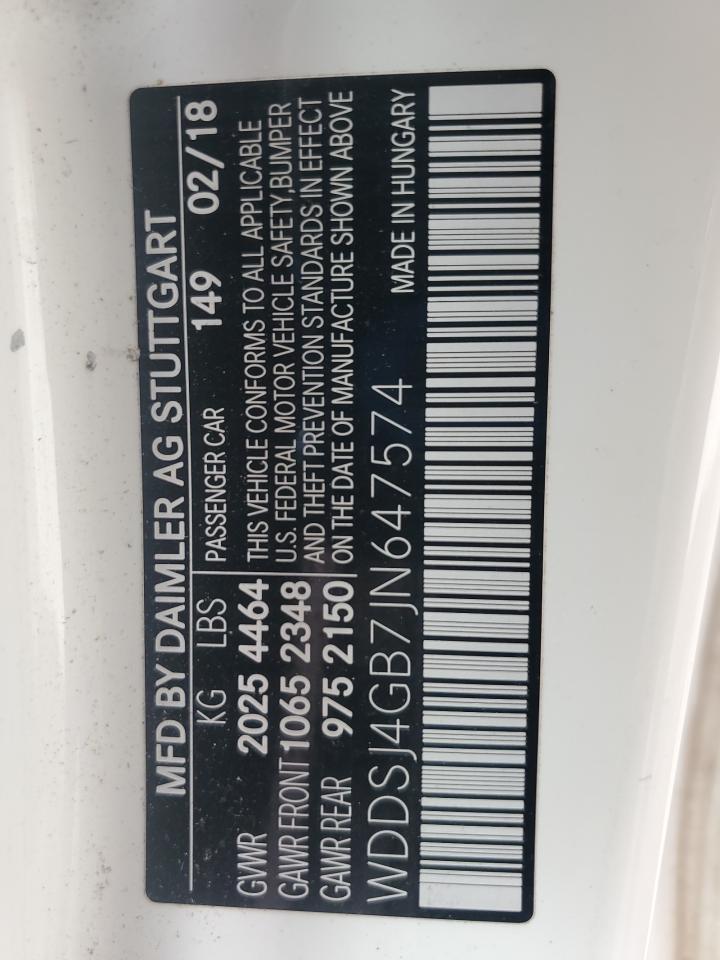 MFD BY DAIMLER AG STUTTGART
KG LBS PASSENGER CAR 149 02/18
GVWR 2025 4464 THIS VEHICLE CONFORMS TO ALL APPLICABLE
GAWR FRONT 1065 2348 U.S. FEDERAL MOTOR VEHICLE SAFETY, BUMPER
GAWR REAR 975 2150 AND THEFT PREVENTION STANDARDS IN EFFECT
ON THE DATE OF MANUFACTURE SHOWN ABOVE
WDDSJ4GB7JN647574 MADE IN HUNGARY